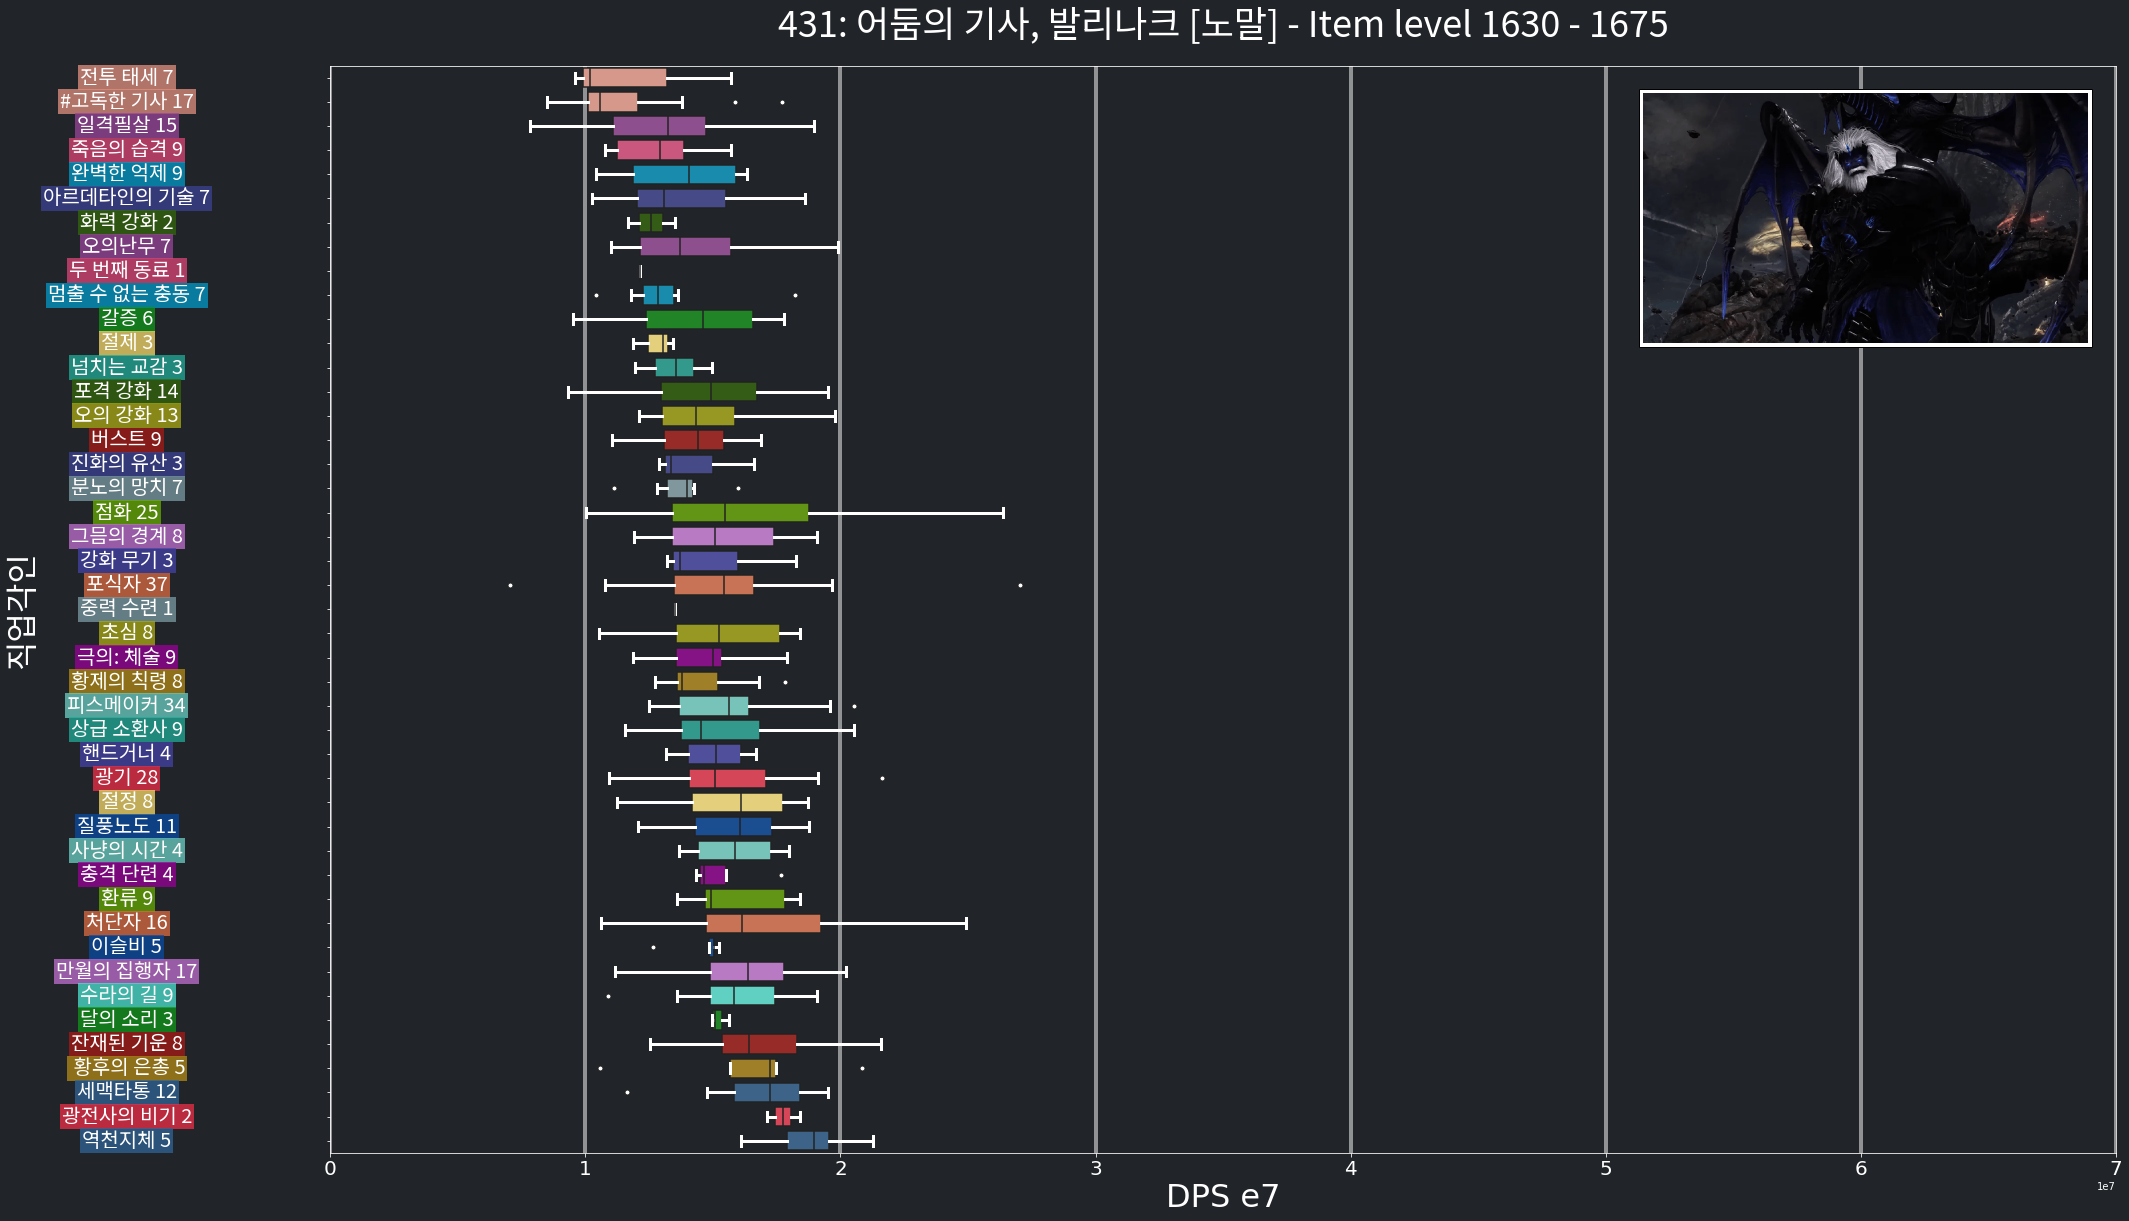 431: 어둠의 기사, 발리나크 [노말] - Item level 1630 - 1675
직업각인
전투 태세 7
#고독한 기사 17
일격필살 15
죽음의 습격 9
완벽한 억제 9
아르데타인의 기술 7
화력 강화 2
오의난무 7
두 번째 동료 1
멈출 수 없는 충동 7
갈증 6
절제 3
넘치는 교감 3
포격 강화 14
오의 강화 13
버스트 9
진화의 유산 3
분노의 망치 7
점화 25
그믐의 경계 8
강화 무기 3
포식자 37
중력 수련 1
초심 8
극의: 체술 9
황제의 칙령 8
피스메이커 34
상급 소환사 9
핸드거너 4
광기 28
절정 8
질풍노도 11
사냥의 시간 4
충격 단련 4
환류 9
처단자 16
이슬비 5
만월의 집행자 17
수라의 길 9
달의 소리 3
잔재된 기운 8
황후의 은총 5
세맥타통 12
광전사의 비기 2
역천지체 5
0 1 2 3 4 5 6 7
1e7
DPS e7